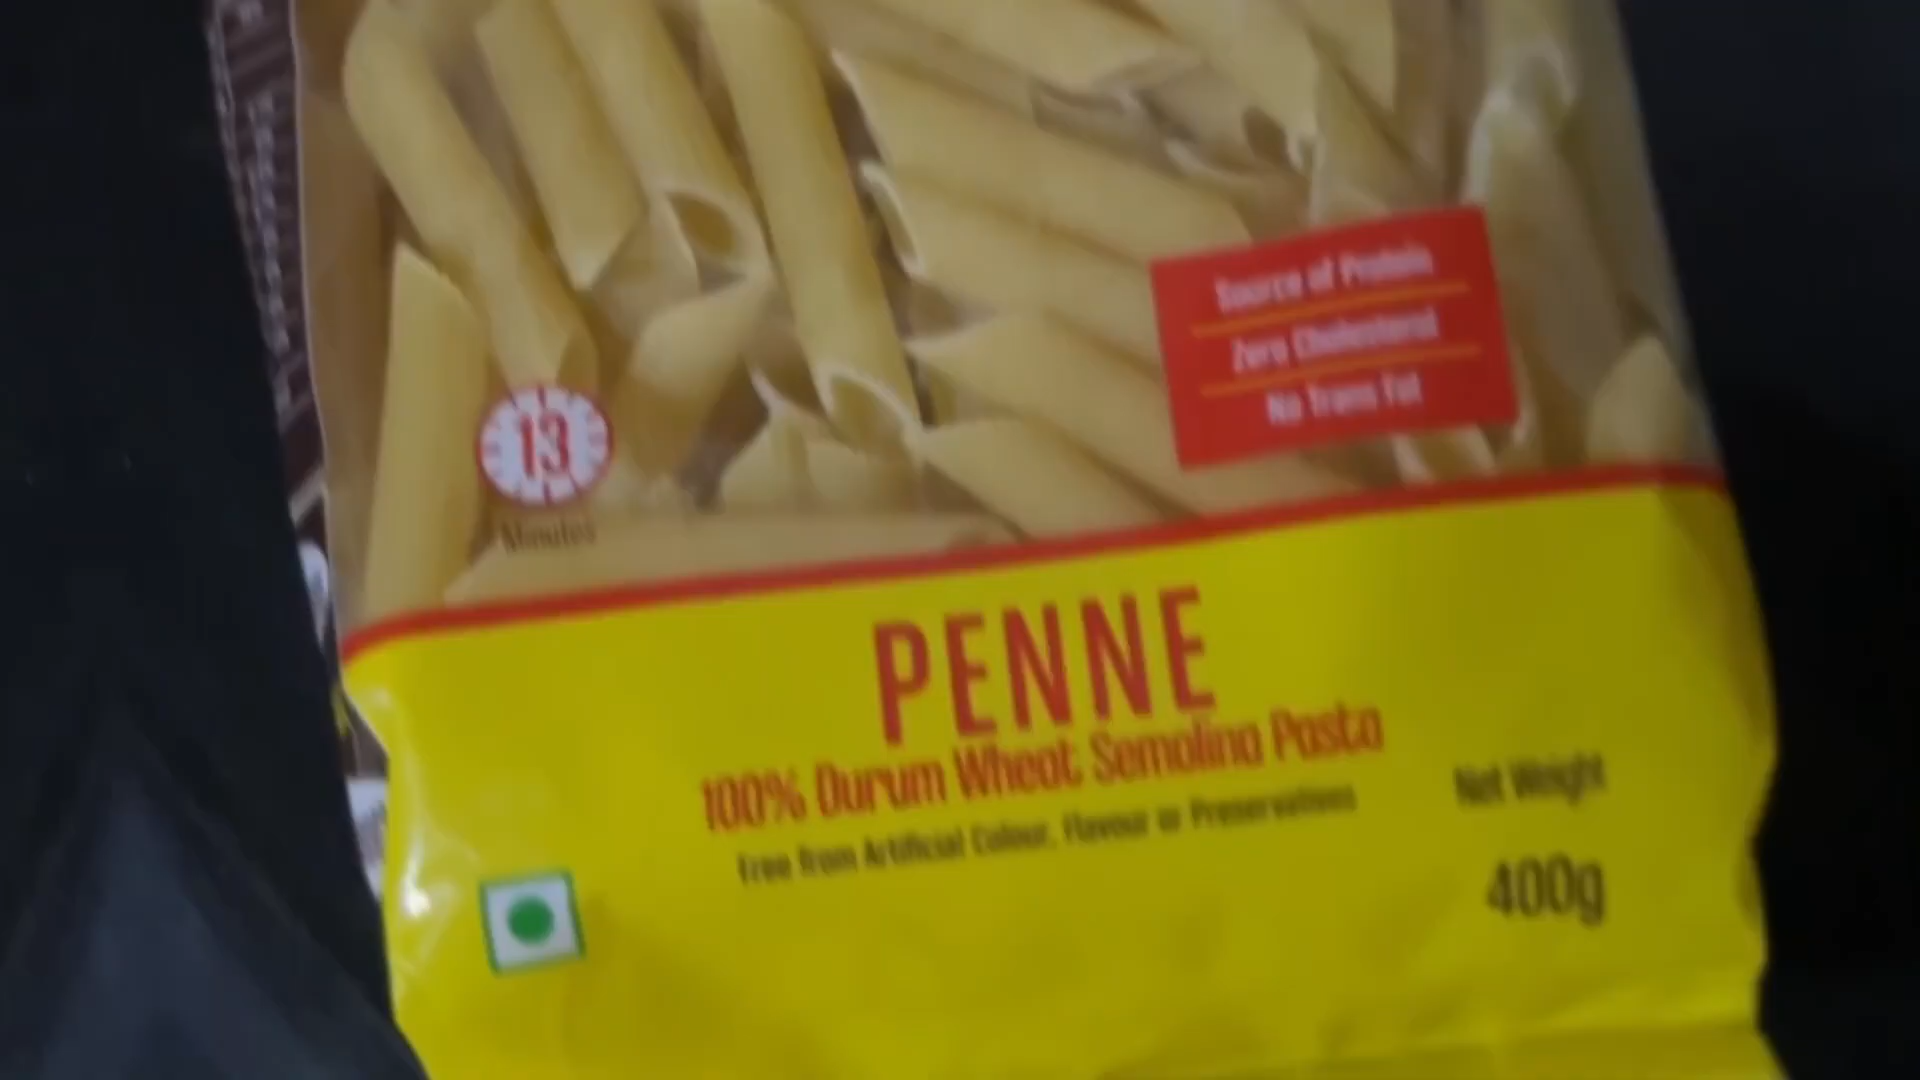 Source of Protein
Zero Cholesterol
No Trans Fat
13
Minutes
PENNE
100% Durum Wheat Semolina Pasta
Free from Artificial Colour, Flavour or Preservatives
Net Weight
400g